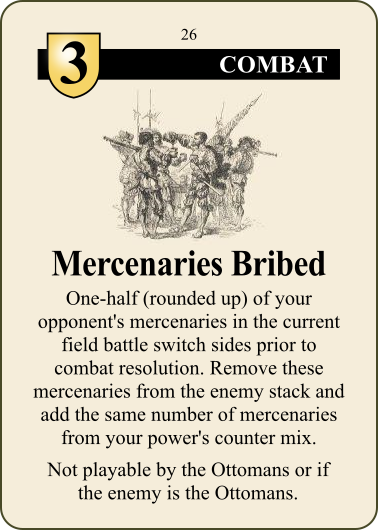 26
3
COMBAT
Mercenaries Bribed
One-half (rounded up) of your
opponent's mercenaries in the current
field battle switch sides prior to
combat resolution. Remove these
mercenaries from the enemy stack and
add the same number of mercenaries
from your power's counter mix.
Not playable by the Ottomans or if
the enemy is the Ottomans.